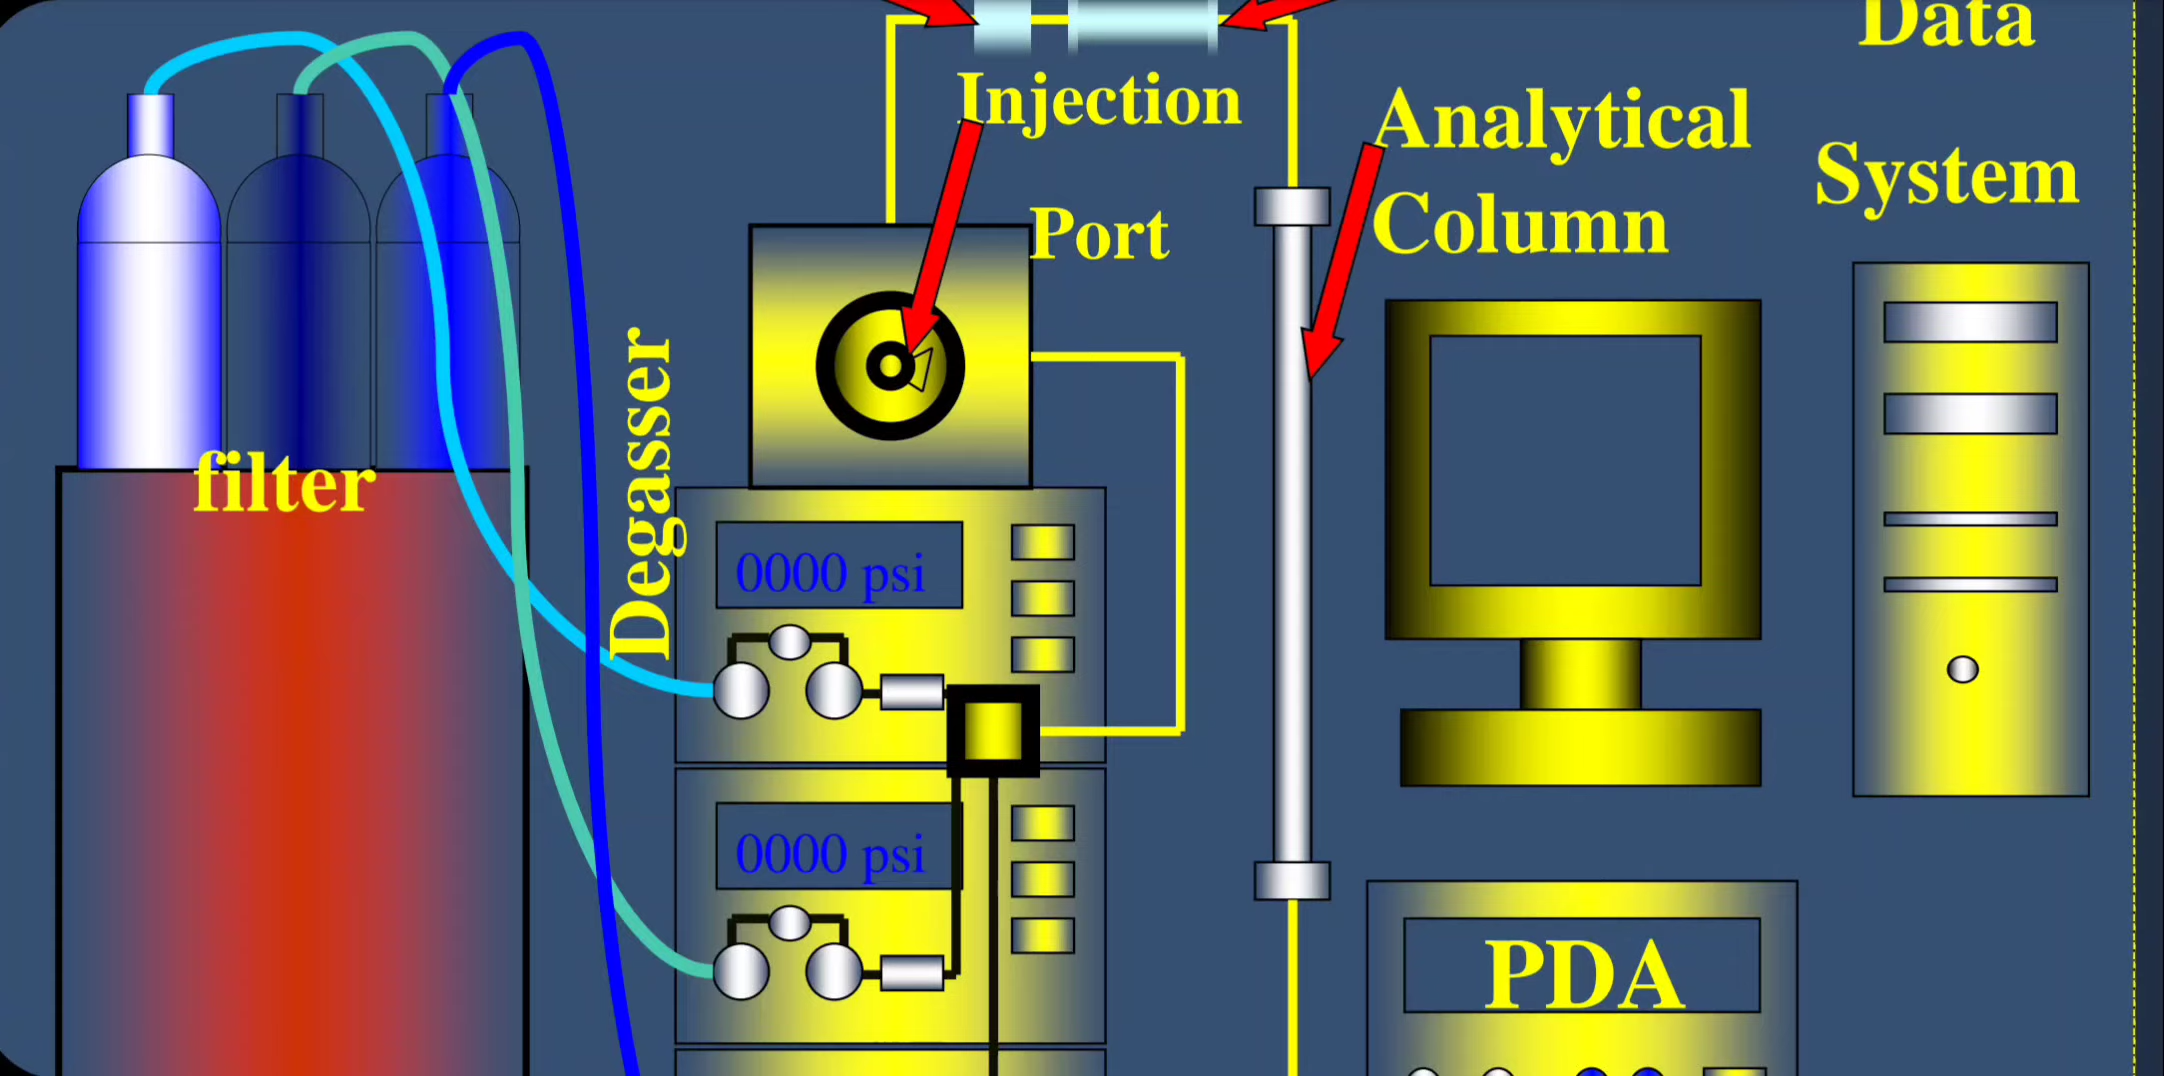 Data
System
Injection
Port
Analytical
Column
filter
Degasser
0000 psi
0000 psi
PDA